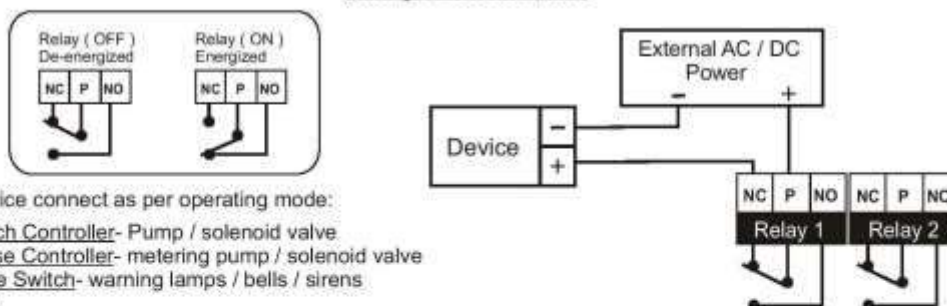 Relay ( OFF )
De-energized
NC P NO
Relay ( ON )
Energized
NC P NO
External AC / DC
Power
− +
Device
−
+
NC P NO NC P NO
Relay 1 Relay 2
ice connect as per operating mode:
ch Controller- Pump / solenoid valve
se Controller- metering pump / solenoid valve
e Switch- warning lamps / bells / sirens